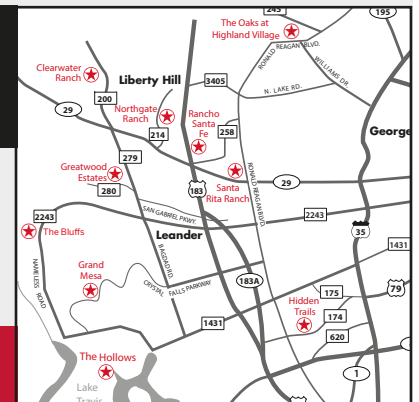 245
195
The Oaks at
Highland Village
RONALD
REAGAN BLVD.
WILLIAMS DR
Clearwater
Ranch
Liberty Hill
3405
N. LAKE RD.
200
29
Northgate
Ranch
Rancho
Santa
Fe
214
258
George
279
Greatwood
Estates
280
183
Santa
Rita Ranch
RONALD REAGAN BLVD.
29
2243
SAN GABRIEL PKWY.
2243
The Bluffs
Leander
35
1431
NAMELESS
ROAD
BAGDAD RD.
Grand
Mesa
CRYSTAL
FALLS PARKWAY
183A
175
79
Hidden
Trails
174
1431
620
The Hollows
1
Lake
Travis